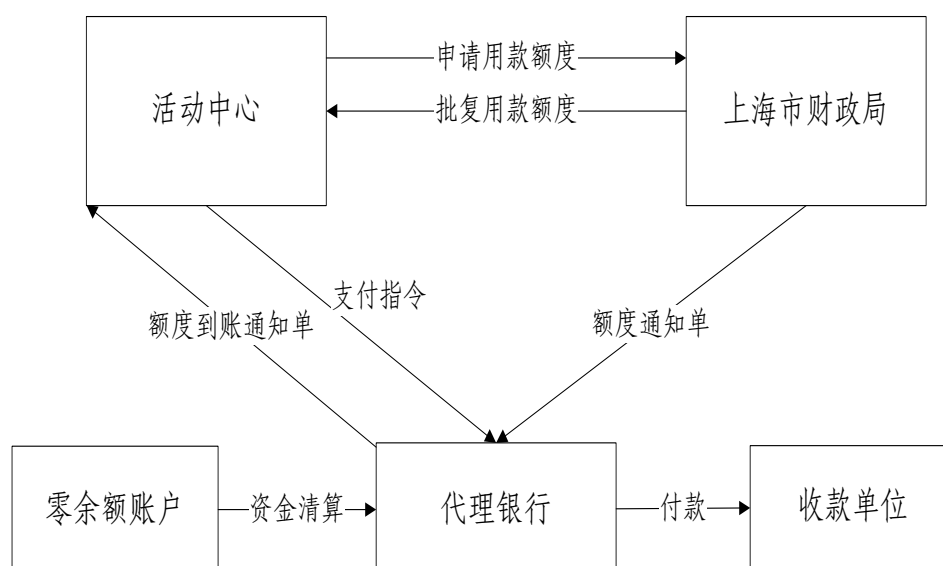 申请用款额度
活动中心
上海市财政局
批复用款额度
支付指令
额度到账通知单
额度通知单
零余额账户
资金清算
代理银行
付款
收款单位